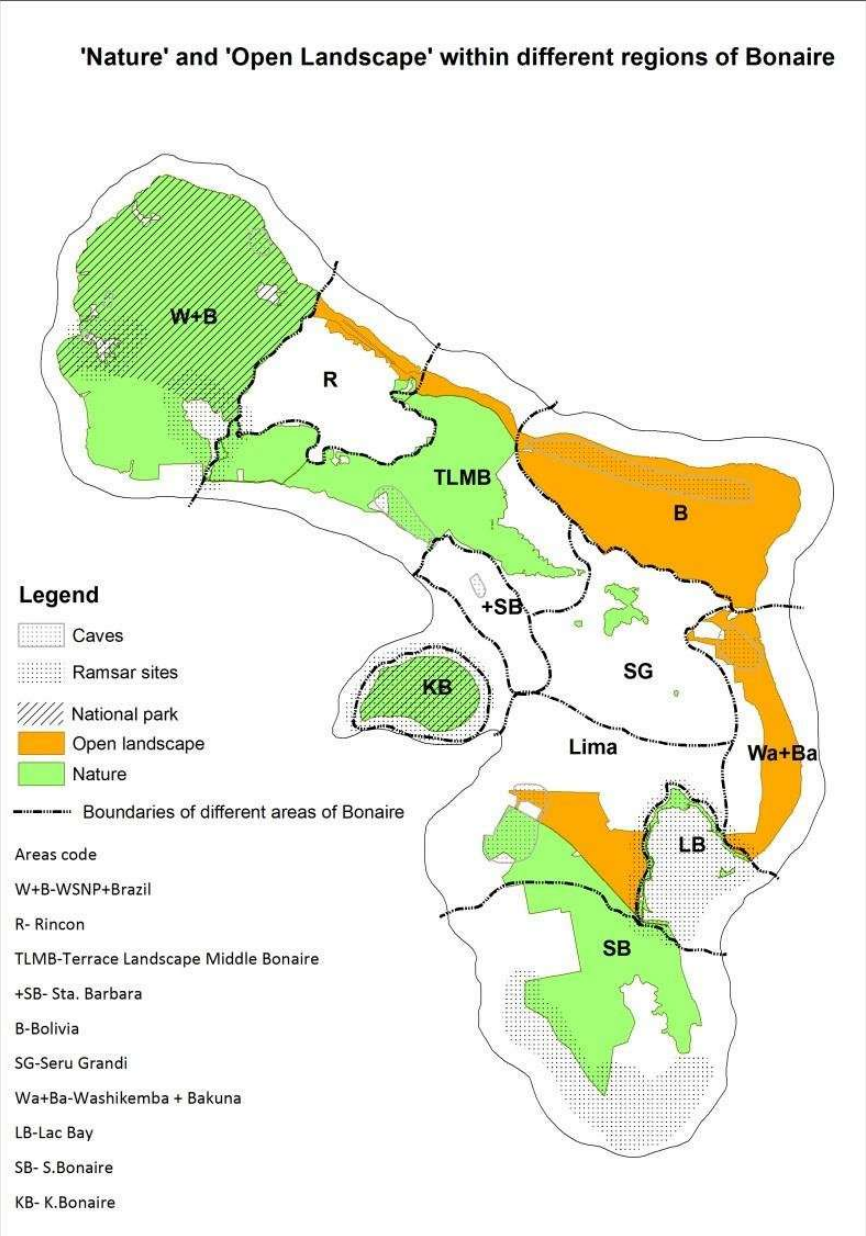 'Nature' and 'Open Landscape' within different regions of Bonaire
W+B
R
TLMB
B
+SB
SG
KB
Lima
Wa+Ba
LB
SB
Legend
Caves
Ramsar sites
National park
Open landscape
Nature
Boundaries of different areas of Bonaire
Areas code
W+B-WSNP+Brazil
R- Rincon
TLMB-Terrace Landscape Middle Bonaire
+SB- Sta. Barbara
B-Bolivia
SG-Seru Grandi
Wa+Ba-Washikemba + Bakuna
LB-Lac Bay
SB- S.Bonaire
KB- K.Bonaire